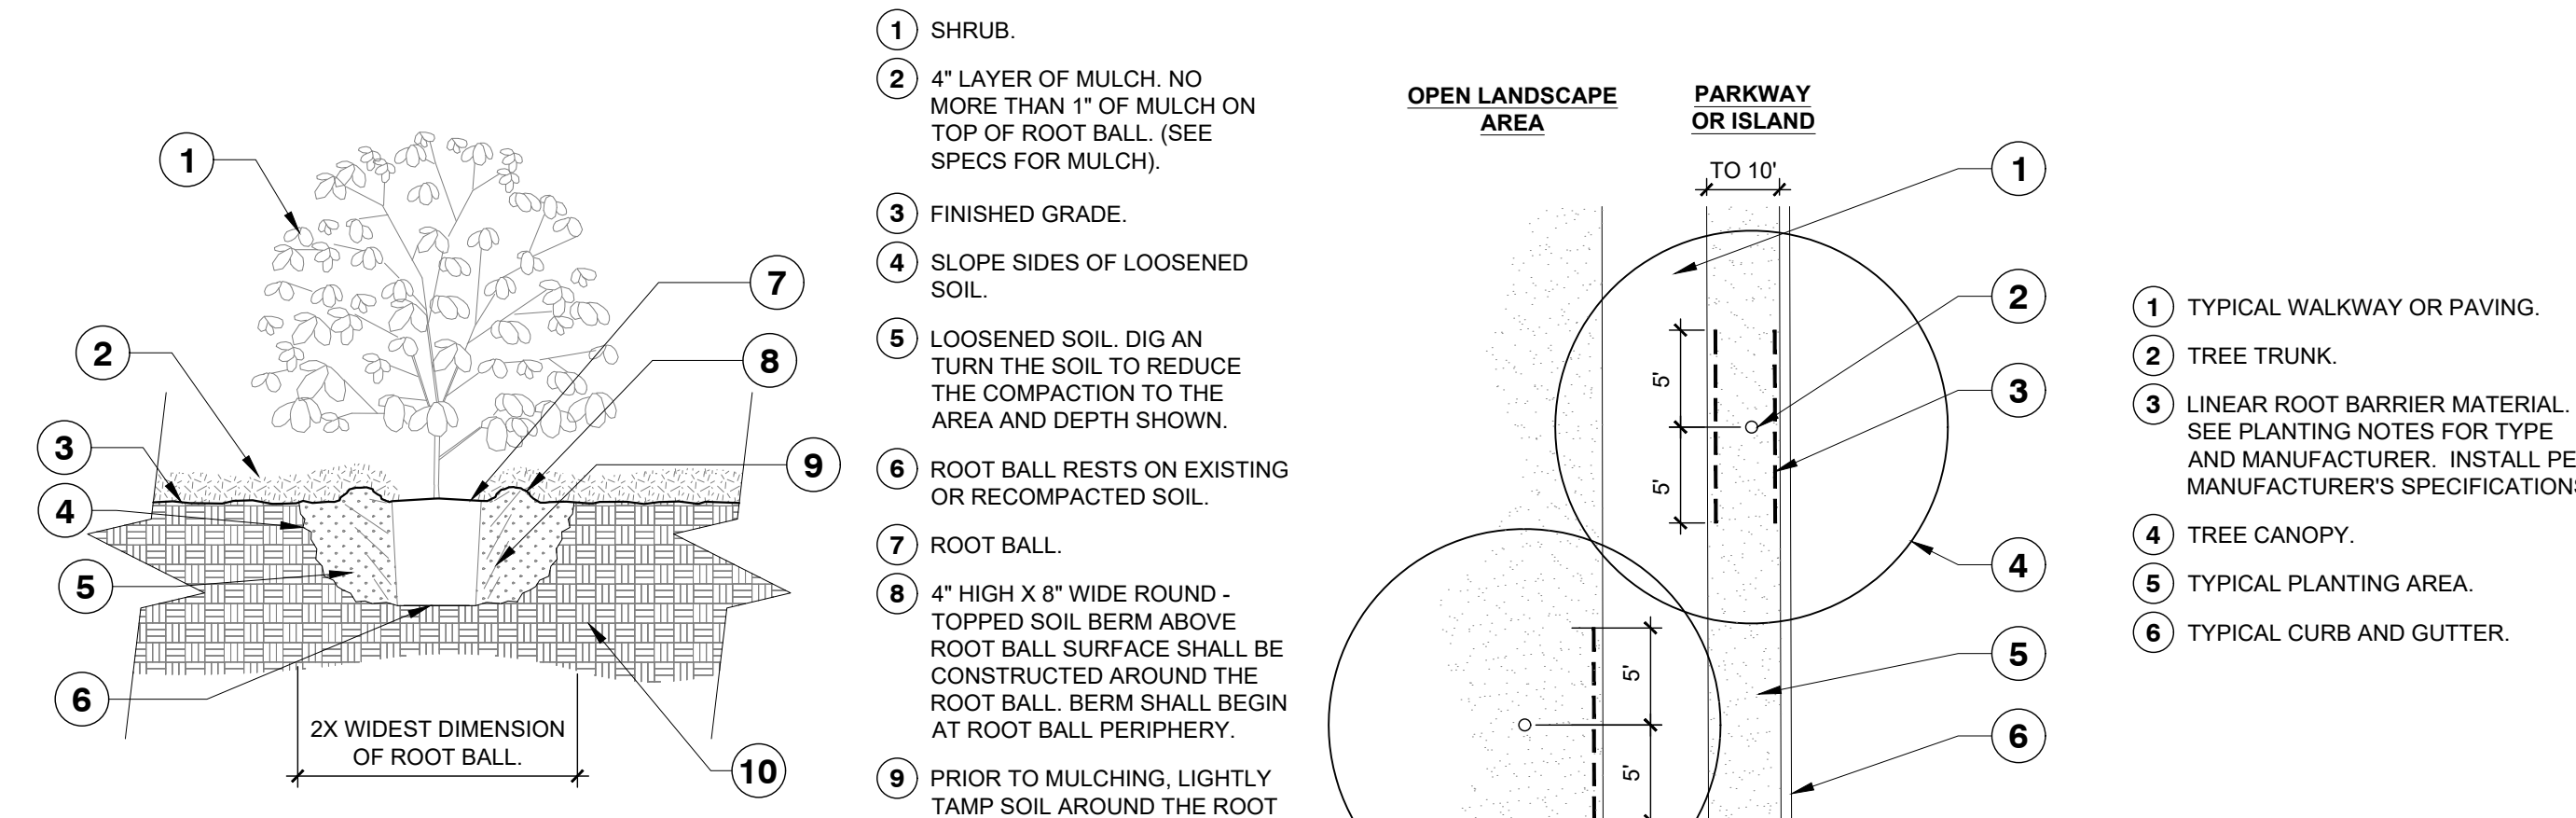 1
2
3
4
5
6
7
8
9
10
2X WIDEST DIMENSION
OF ROOT BALL.
1 SHRUB.
2 4" LAYER OF MULCH. NO
MORE THAN 1" OF MULCH ON
TOP OF ROOT BALL. (SEE
SPECS FOR MULCH).
3 FINISHED GRADE.
4 SLOPE SIDES OF LOOSENED
SOIL.
5 LOOSENED SOIL. DIG AN
TURN THE SOIL TO REDUCE
THE COMPACTION TO THE
AREA AND DEPTH SHOWN.
6 ROOT BALL RESTS ON EXISTING
OR RECOMPACTED SOIL.
7 ROOT BALL.
8 4" HIGH X 8" WIDE ROUND -
TOPPED SOIL BERM ABOVE
ROOT BALL SURFACE SHALL BE
CONSTRUCTED AROUND THE
ROOT BALL. BERM SHALL BEGIN
AT ROOT BALL PERIPHERY.
9 PRIOR TO MULCHING, LIGHTLY
TAMP SOIL AROUND THE ROOT
OPEN LANDSCAPE
AREA
PARKWAY
OR ISLAND
TO 10'
5'
5'
5'
5'
1
2
3
4
5
6
1 TYPICAL WALKWAY OR PAVING.
2 TREE TRUNK.
3 LINEAR ROOT BARRIER MATERIAL.
SEE PLANTING NOTES FOR TYPE
AND MANUFACTURER. INSTALL PE
MANUFACTURER'S SPECIFICATIONS
4 TREE CANOPY.
5 TYPICAL PLANTING AREA.
6 TYPICAL CURB AND GUTTER.